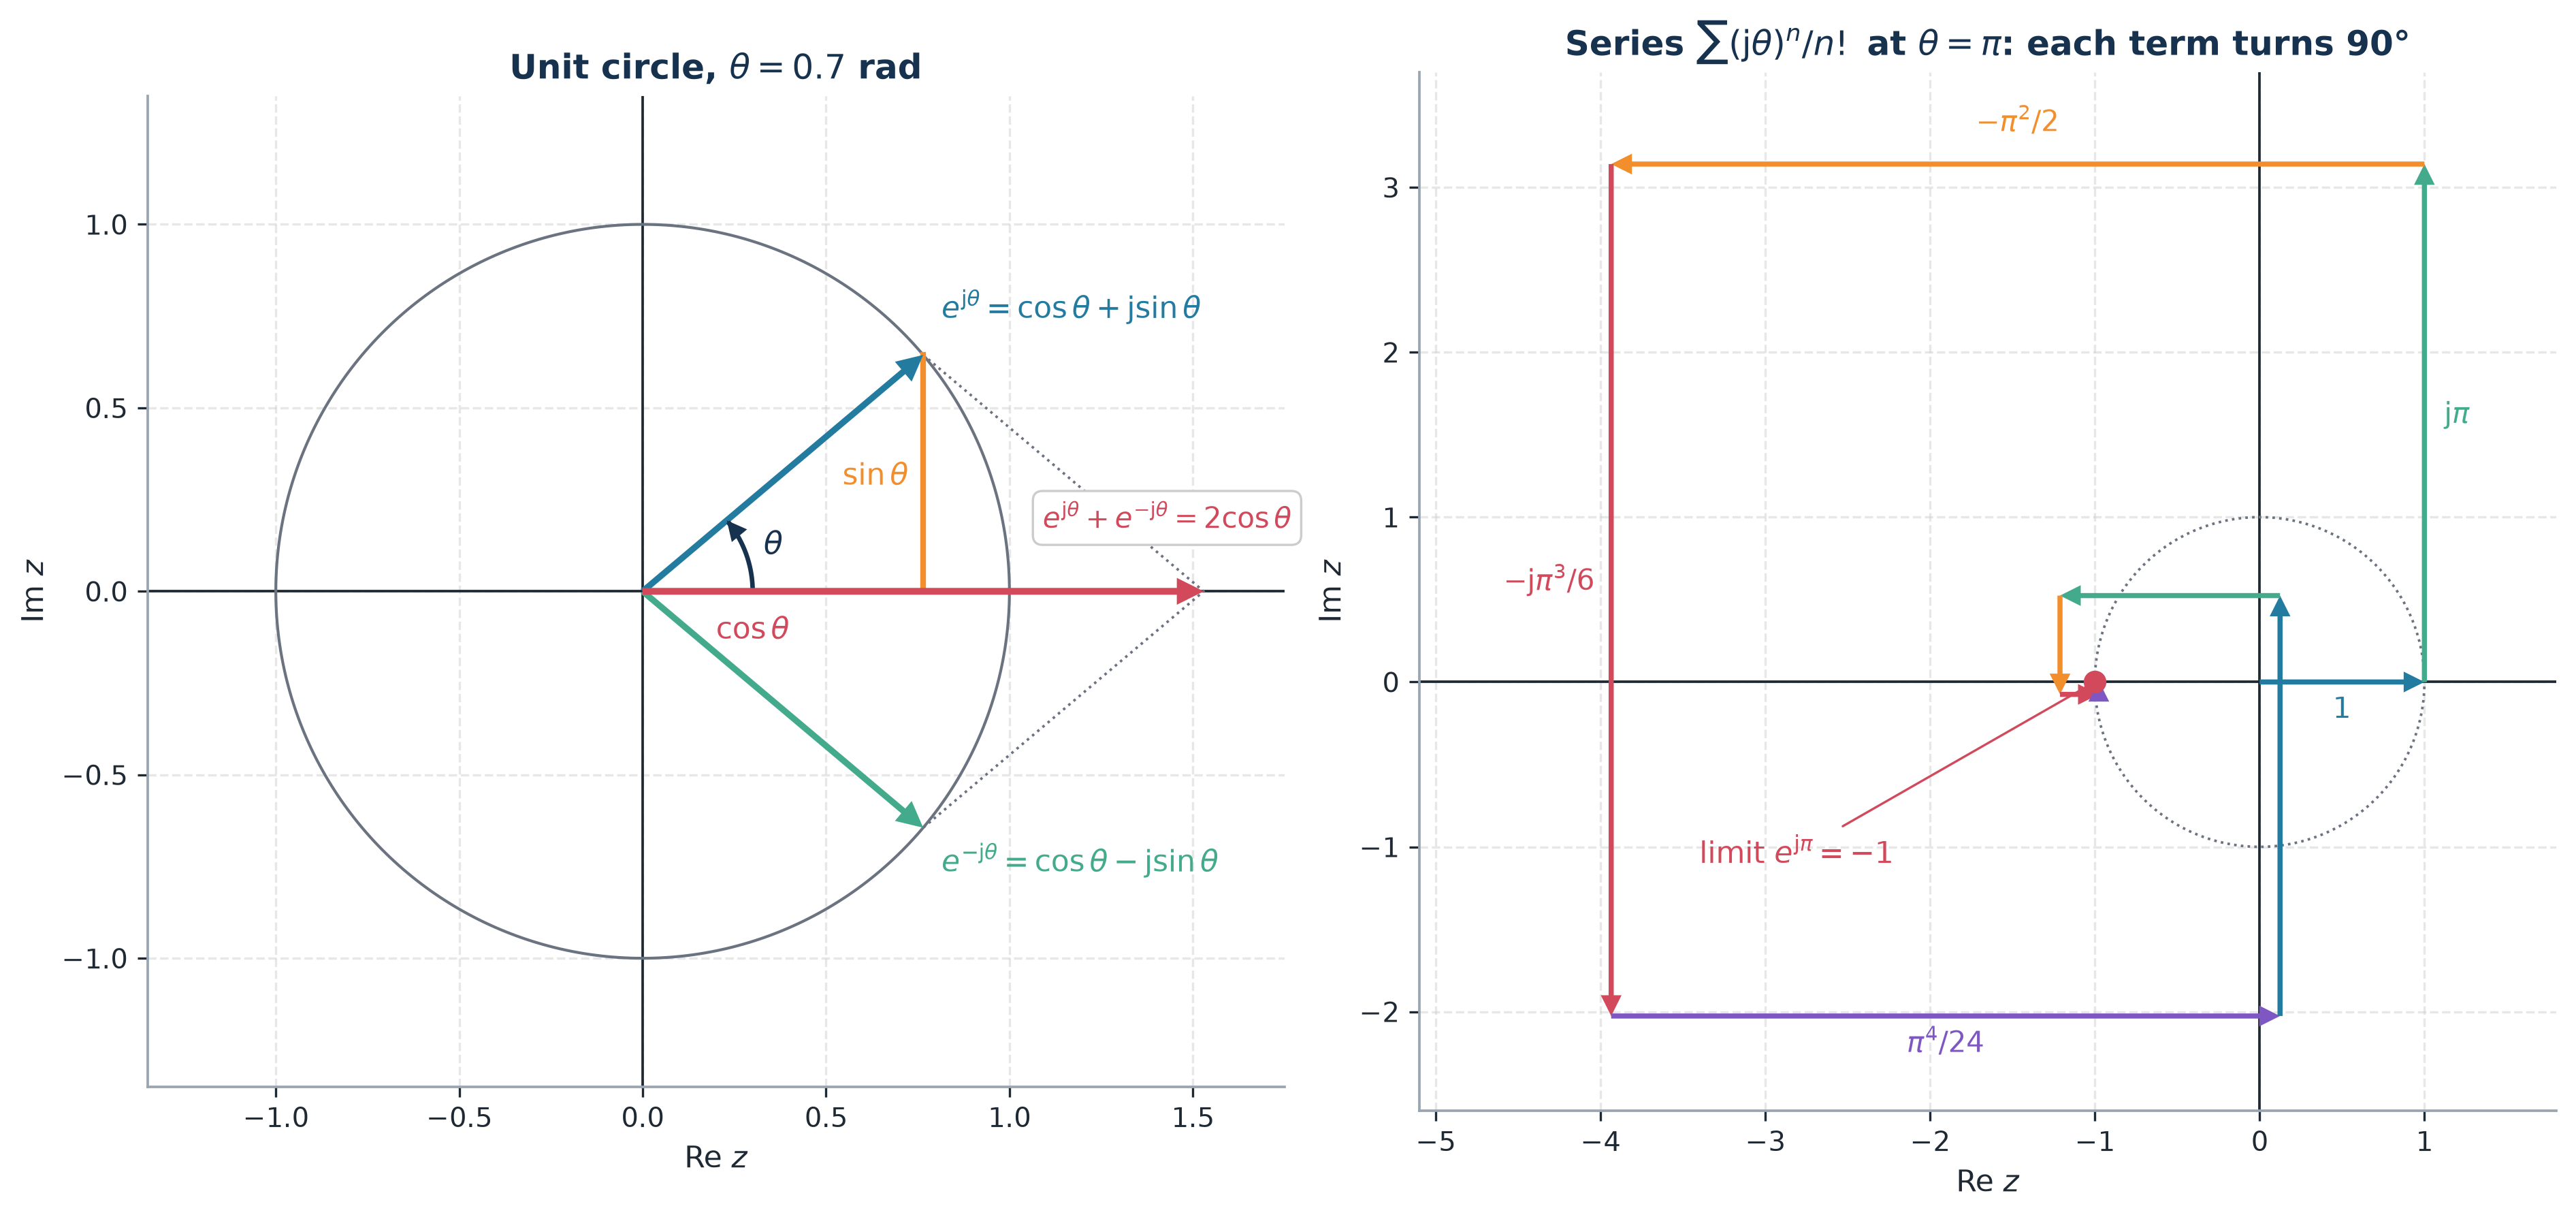 Unit circle, θ = 0.7 rad
Im z
1.0
0.5
0.0
−0.5
−1.0
e^{jθ} = cos θ + jsin θ
sin θ
θ
e^{jθ} + e^{−jθ} = 2cos θ
cos θ
e^{−jθ} = cos θ − jsin θ
−1.0 −0.5 0.0 0.5 1.0 1.5
Re z
Series ∑(jθ)^n/n! at θ = π: each term turns 90°
Im z
3
2
1
0
−1
−2
−π²/2
jπ
−jπ³/6
1
limit e^{jπ} = −1
π⁴/24
−5 −4 −3 −2 −1 0 1
Re z